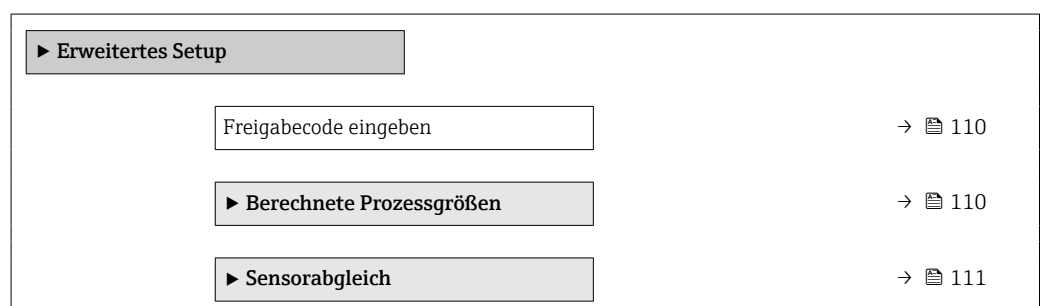 ▶ Erweitertes Setup
Freigabecode eingeben → 110
▶ Berechnete Prozessgrößen → 110
▶ Sensorabgleich → 111